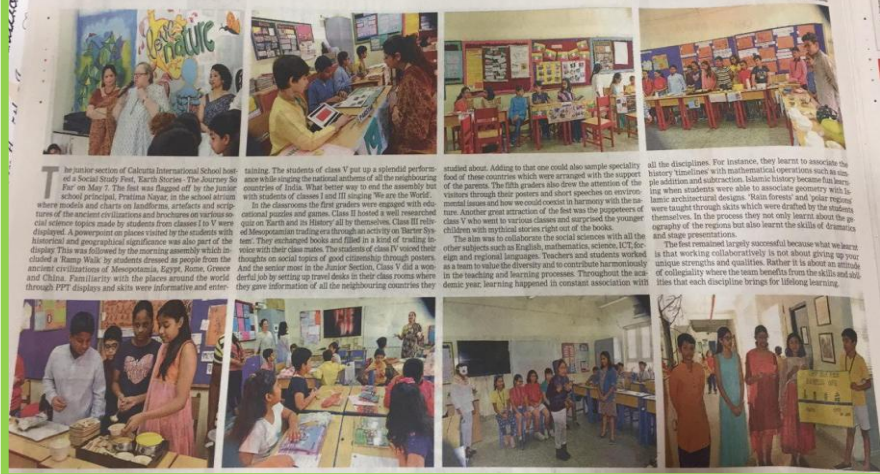 Love
nature
The junior section of Calcutta International School host-
ed a Social Study Fest, 'Earth Stories - The Journey So
Far' on May 7. The fest was flagged off by the junior
school principal, Pratima Nayar, in the school atrium
where models and charts on landforms, artefacts and scrip-
tures of the ancient civilizations and brochures on various so-
cial science topics made by students from classes I to V were
displayed. A powerpoint on places visited by the students with
historical and geographical significance was also part of the
display. This was followed by the morning assembly which in-
cluded a 'Ramp Walk' by students dressed as people from the
ancient civilizations of Mesopotamia, Egypt, Rome, Greece
and China. Familiarity with the places around the world
through PPT displays and skits were informative and enter-
taining. The students of class V put up a splendid perform-
ance while singing the national anthems of all the neighbouring
countries of India. What better way to end the assembly but
with students of classes I and III singing 'We are the World'.
In the classrooms the first graders were engaged with edu-
cational puzzles and games. Class II hosted a well researched
quiz on 'Earth and its History' all by themselves. Class III relis-
ed Mesopotamian trading era through an activity on 'Barter Sys-
tem'. They exchanged books and filled in a kind of trading in-
voice with their class mates. The students of class IV voiced their
thoughts on social topics of good citizenship through posters.
And the senior most in the Junior Section, Class V did a won-
derful job by setting up travel desks in their class rooms where
they gave information of all the neighbouring countries they
studied about. Adding to that one could also sample speciality
food of these countries which were arranged with the support
of the parents. The fifth graders also drew the attention of the
visitors through their posters and short speeches on environ-
mental issues and how we could coexist in harmony with the na-
ture. Another great attraction of the fest was the puppeteers of
class V who went to various classes and surprised the younger
children with mythical stories right out of the books.
The aim was to collaborate the social sciences with all the
other subjects such as English, mathematics, science, ICT, for-
eign and regional languages. Teachers and students worked
as a team to value the diversity and to contribute harmoniously
in the teaching and learning processes. Throughout the aca-
demic year, learning happened in constant association with
all the disciplines. For instance, they learnt to associate the
history 'timelines' with mathematical operations such as sim-
ple addition and subtraction. Islamic history became fun learn-
ing when students were able to associate geometry with Is-
lamic architectural designs. 'Rain forests' and 'polar regions'
were taught through skits which were drafted by the students
themselves. In the process they not only learnt about the ge-
ography of the regions but also learnt the skills of dramatics
and stage presentations.
The fest remained largely successful because what we learnt
is that working collaboratively is not about giving up your
unique strengths and qualities. Rather it is about an attitude
of collegiality where the team benefits from the skills and abil-
ities that each discipline brings for lifelong learning.